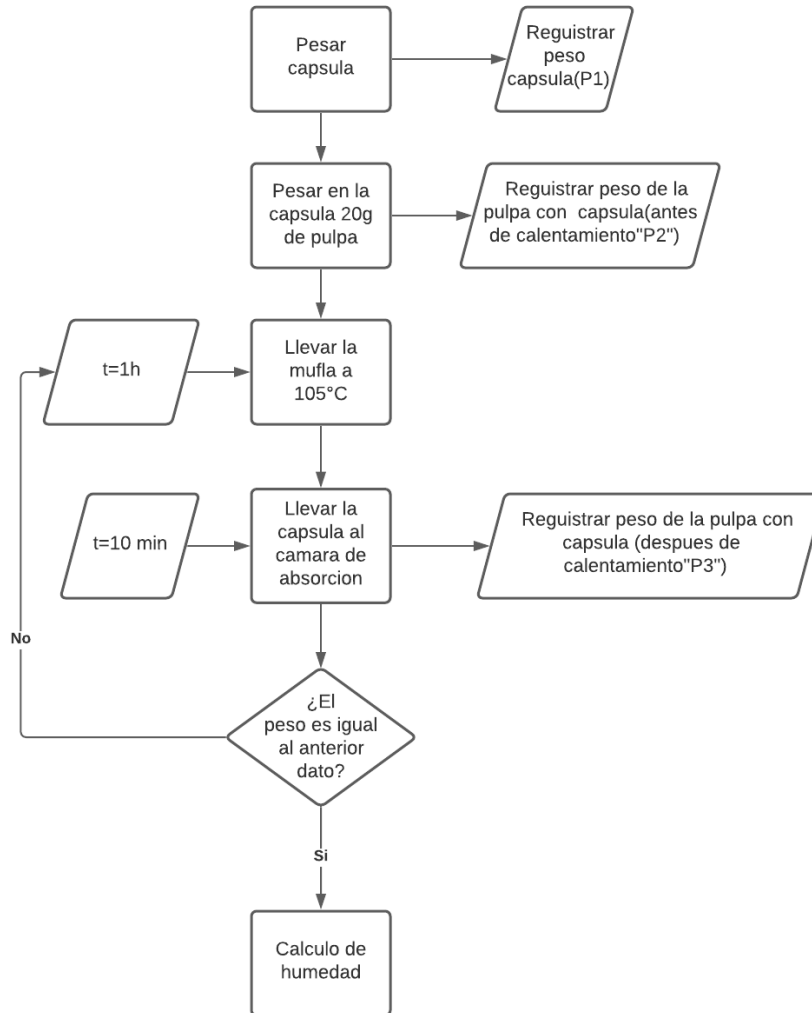 Pesar
capsula
Reguistrar
peso
capsula(P1)
Pesar en la
capsula 20g
de pulpa
Reguistrar peso de la
pulpa con capsula(antes
de calentamiento"P2")
t=1h
Llevar la
mufla a
105°C
t=10 min
Llevar la
capsula al
camara de
absorcion
Reguistrar peso de la pulpa con
capsula (despues de
calentamiento"P3")
No
¿El
peso es igual
al anterior
dato?
Si
Calculo de
humedad